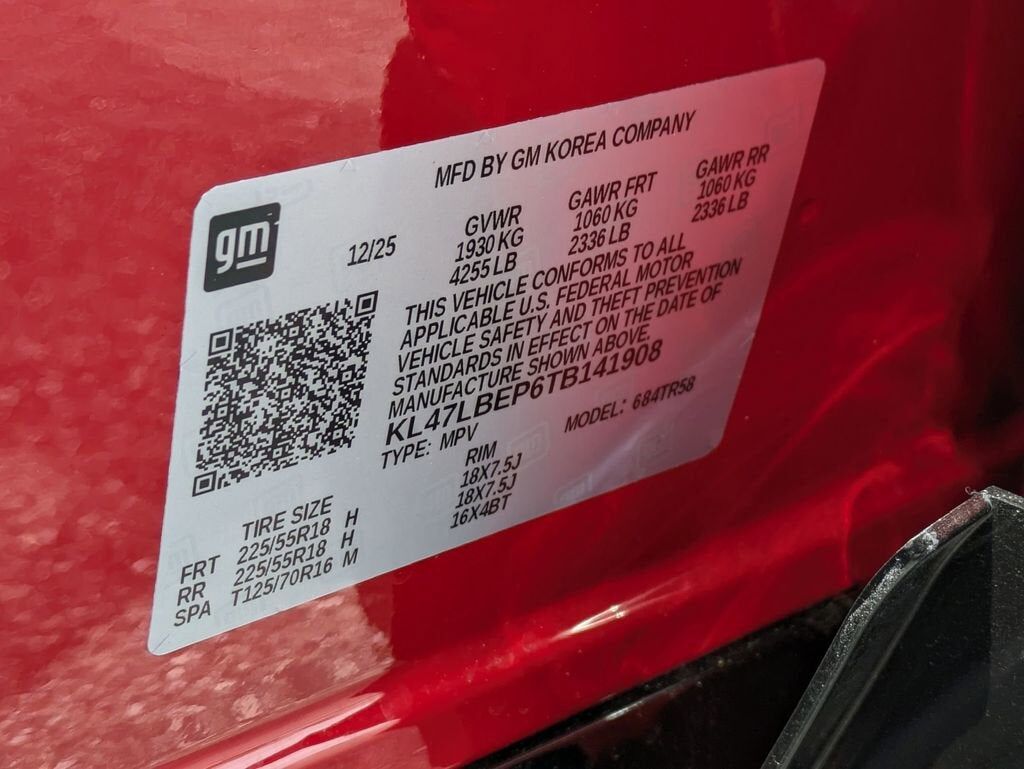 MFD BY GM KOREA COMPANY
gm
12/25
GVWR
1930 KG
4255 LB
GAWR FRT
1060 KG
2336 LB
GAWR RR
1060 KG
2336 LB
THIS VEHICLE CONFORMS TO ALL
APPLICABLE U.S. FEDERAL MOTOR
VEHICLE SAFETY AND THEFT PREVENTION
STANDARDS IN EFFECT ON THE DATE OF
MANUFACTURE SHOWN ABOVE.
KL47LBEP6TB141908
TYPE: MPV MODEL: 684TR58
TIRE SIZE RIM
FRT 225/55R18 H 18X7.5J
RR 225/55R18 H 18X7.5J
SPA T125/70R16 M 16X4BT